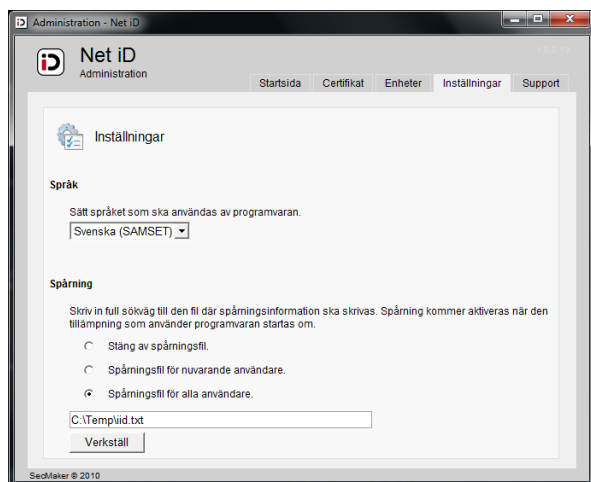 Administration - Net iD
Net iD
Administration
Startsida Certifikat Enheter Inställningar Support
Inställningar
Språk
Sätt språket som ska användas av programvaran.
Svenska (SAMSET)
Spårning
Skriv in full sökväg till den fil där spårningsinformation ska skrivas. Spårning kommer aktiveras när den
tillämpning som använder programvaran startas om.
Stäng av spårningsfil.
Spårningsfil för nuvarande användare.
Spårningsfil för alla användare.
C:\Temp\iid.txt
Verkställ
SecMaker © 2010